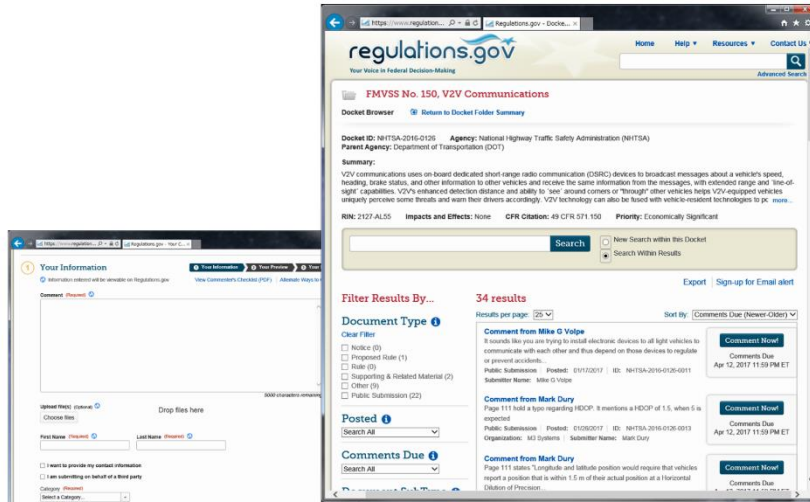 https://www.regulation...
Regulations.gov - Your C...
1 Your Information
1 Your Information
2 Your Preview
3 Your
Information entered will be viewable on Regulations.gov
View Commenter's Checklist (PDF)
Alternate Ways to
Comment (Required)
5000 characters remaining
Upload file(s) (Optional)
Choose files
Drop files here
First Name (Required)
Last Name (Required)
I want to provide my contact information
I am submitting on behalf of a third party
Category (Required)
Select a Category...
https://www.regulation...
Regulations.gov - Docke...
regulations.gov
Your Voice in Federal Decision-Making
Home Help Resources Contact Us
Advanced Search
FMVSS No. 150, V2V Communications
Docket Browser Return to Docket Folder Summary
Docket ID: NHTSA-2016-0126 Agency: National Highway Traffic Safety Administration (NHTSA)
Parent Agency: Department of Transportation (DOT)
Summary:
V2V communications uses on-board dedicated short-range radio communication (DSRC) devices to broadcast messages about a vehicle's speed,
heading, brake status, and other information to other vehicles and receive the same information from the messages, with extended range and 'line-of-
sight' capabilities. V2V's enhanced detection distance and ability to 'see' around corners or "through" other vehicles helps V2V-equipped vehicles
uniquely perceive some threats and warn their drivers accordingly. V2V technology can also be fused with vehicle-resident technologies to pc more...
RIN: 2127-AL55 Impacts and Effects: None CFR Citation: 49 CFR 571.150 Priority: Economically Significant
Search
New Search within this Docket
Search Within Results
Export Sign-up for Email alert
Filter Results By...
34 results
Results per page: 25
Sort By: Comments Due (Newer-Older)
Document Type
Clear Filter
Notice (0)
Proposed Rule (1)
Rule (0)
Supporting & Related Material (2)
Other (9)
Public Submission (22)
Posted
Search All
Comments Due
Search All
Comment from Mike G Volpe
It sounds like you are trying to install electronic devices to all light vehicles to
communicate with each other and thus depend on those devices to regulate
or prevent accidents...
Public Submission Posted: 01/17/2017 ID: NHTSA-2016-0126-0011
Submitter Name: Mike G Volpe
Comment Now!
Comments Due
Apr 12, 2017 11:59 PM ET
Comment from Mark Dury
Page 111 hold a typo regarding HDOP. It mentions a HDOP of 1.5, when 5 is
expected
Public Submission Posted: 01/26/2017 ID: NHTSA-2016-0126-0013
Organization: M3 Systems Submitter Name: Mark Dury
Comment Now!
Comments Due
Apr 12, 2017 11:59 PM ET
Comment from Mark Dury
Page 111 states "Longitude and latitude position would require that vehicles
report a position that is within 1.5 m of their actual position at a Horizontal
Dilution of Precision...
Comment Now!
Comments Due